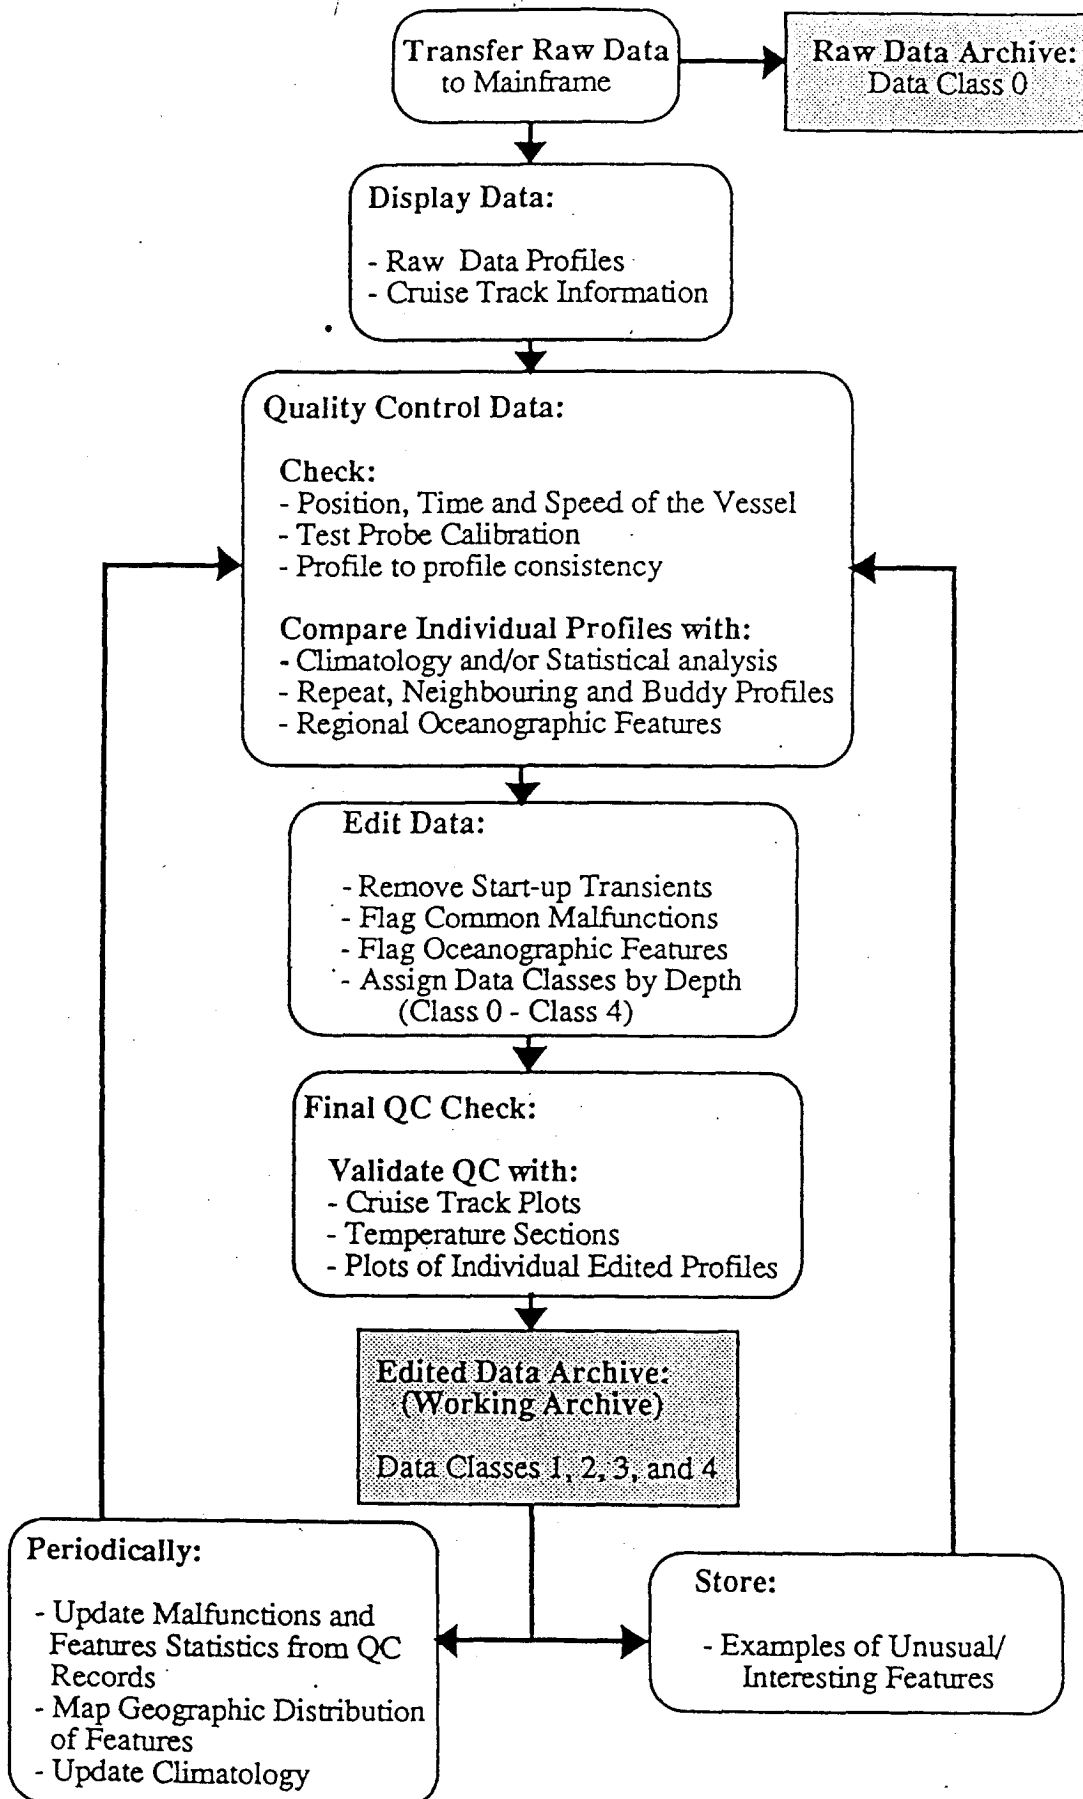 Transfer Raw Data
to Mainframe
Raw Data Archive:
Data Class 0
Display Data:
- Raw Data Profiles
- Cruise Track Information
Quality Control Data:
Check:
- Position, Time and Speed of the Vessel
- Test Probe Calibration
- Profile to profile consistency
Compare Individual Profiles with:
- Climatology and/or Statistical analysis
- Repeat, Neighbouring and Buddy Profiles
- Regional Oceanographic Features
Edit Data:
- Remove Start-up Transients
- Flag Common Malfunctions
- Flag Oceanographic Features
- Assign Data Classes by Depth
(Class 0 - Class 4)
Final QC Check:
Validate QC with:
- Cruise Track Plots
- Temperature Sections
- Plots of Individual Edited Profiles
Edited Data Archive:
(Working Archive)
Data Classes 1, 2, 3, and 4
Periodically:
- Update Malfunctions and
Features Statistics from QC
Records
- Map Geographic Distribution
of Features
- Update Climatology
Store:
- Examples of Unusual/
Interesting Features